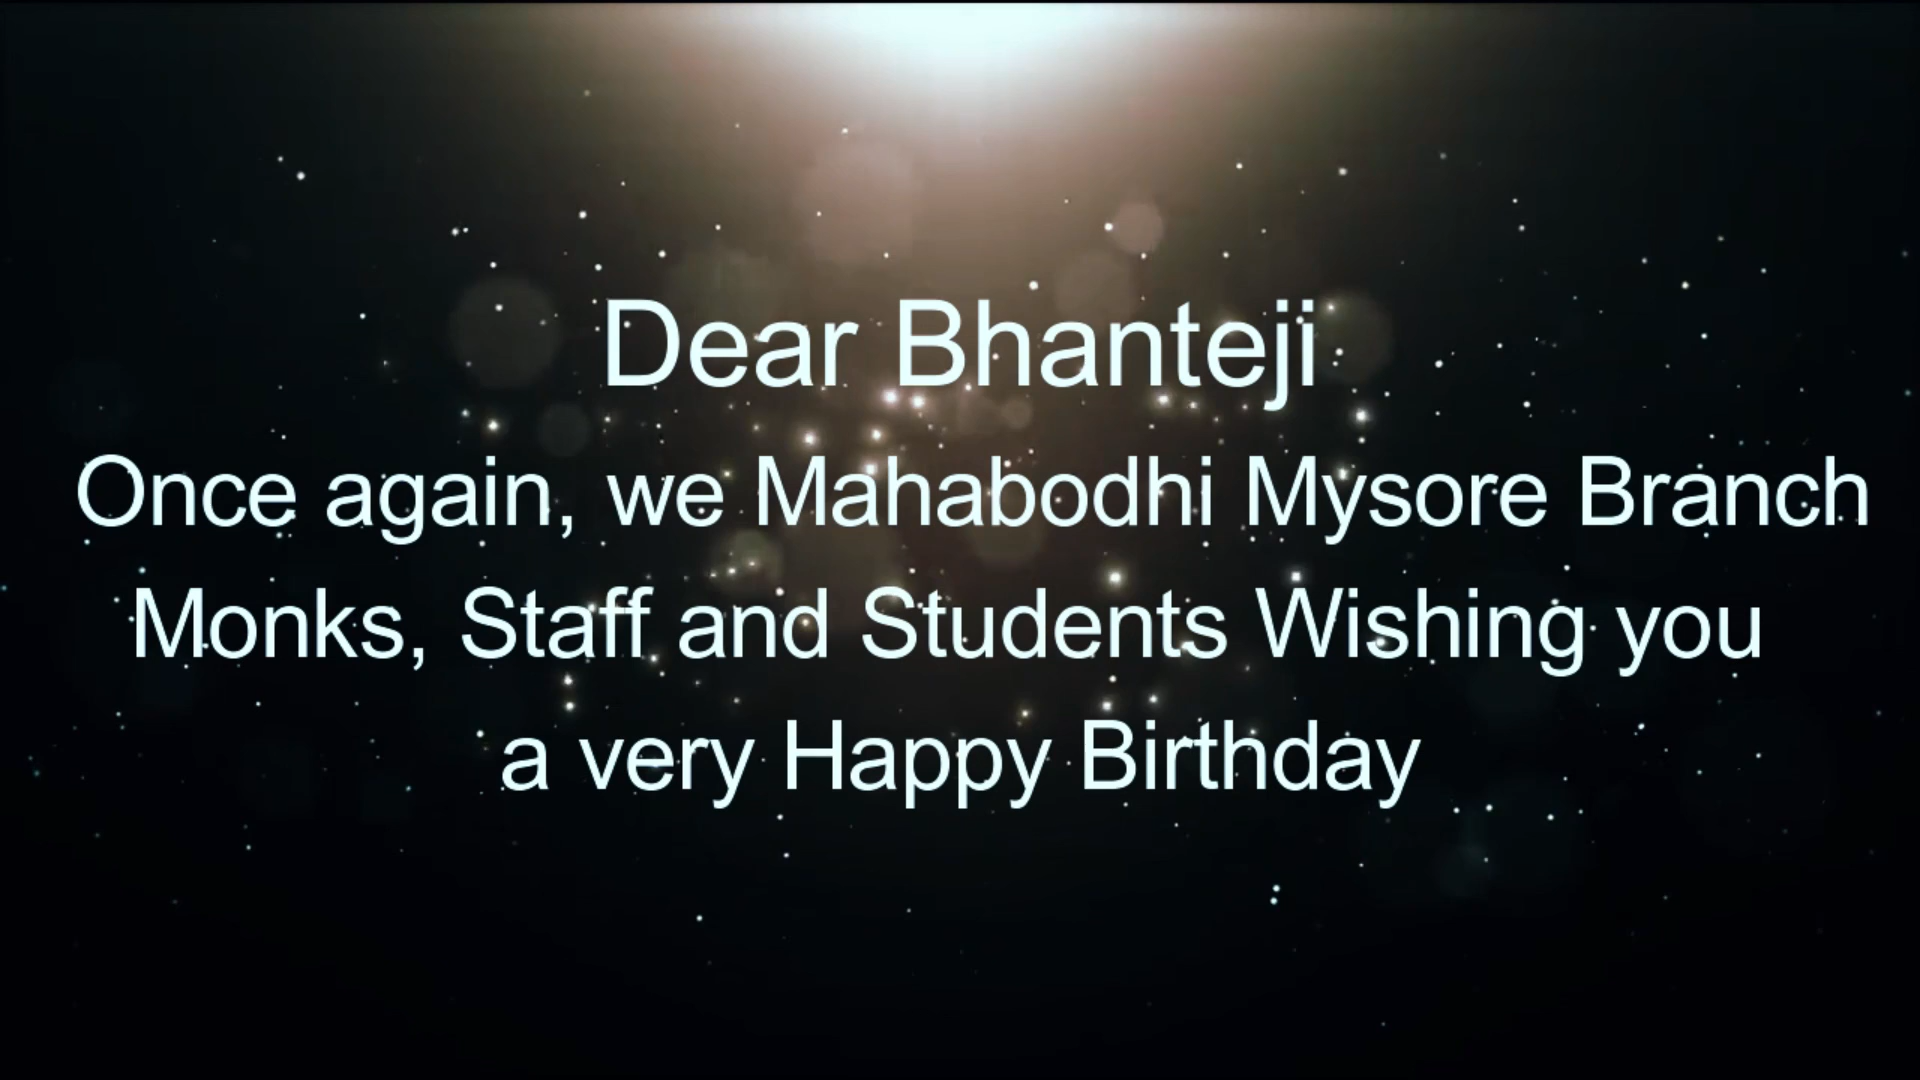 Dear Bhanteji
Once again, we Mahabodhi Mysore Branch
Monks, Staff and Students Wishing you
a very Happy Birthday